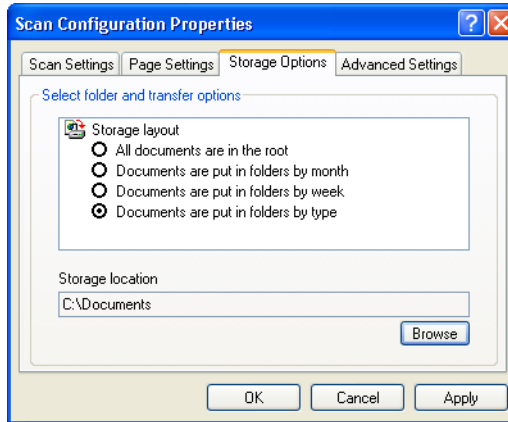 Scan Configuration Properties
Scan Settings Page Settings Storage Options Advanced Settings
Select folder and transfer options
Storage layout
All documents are in the root
Documents are put in folders by month
Documents are put in folders by week
Documents are put in folders by type
Storage location
C:\Documents
Browse
OK Cancel Apply